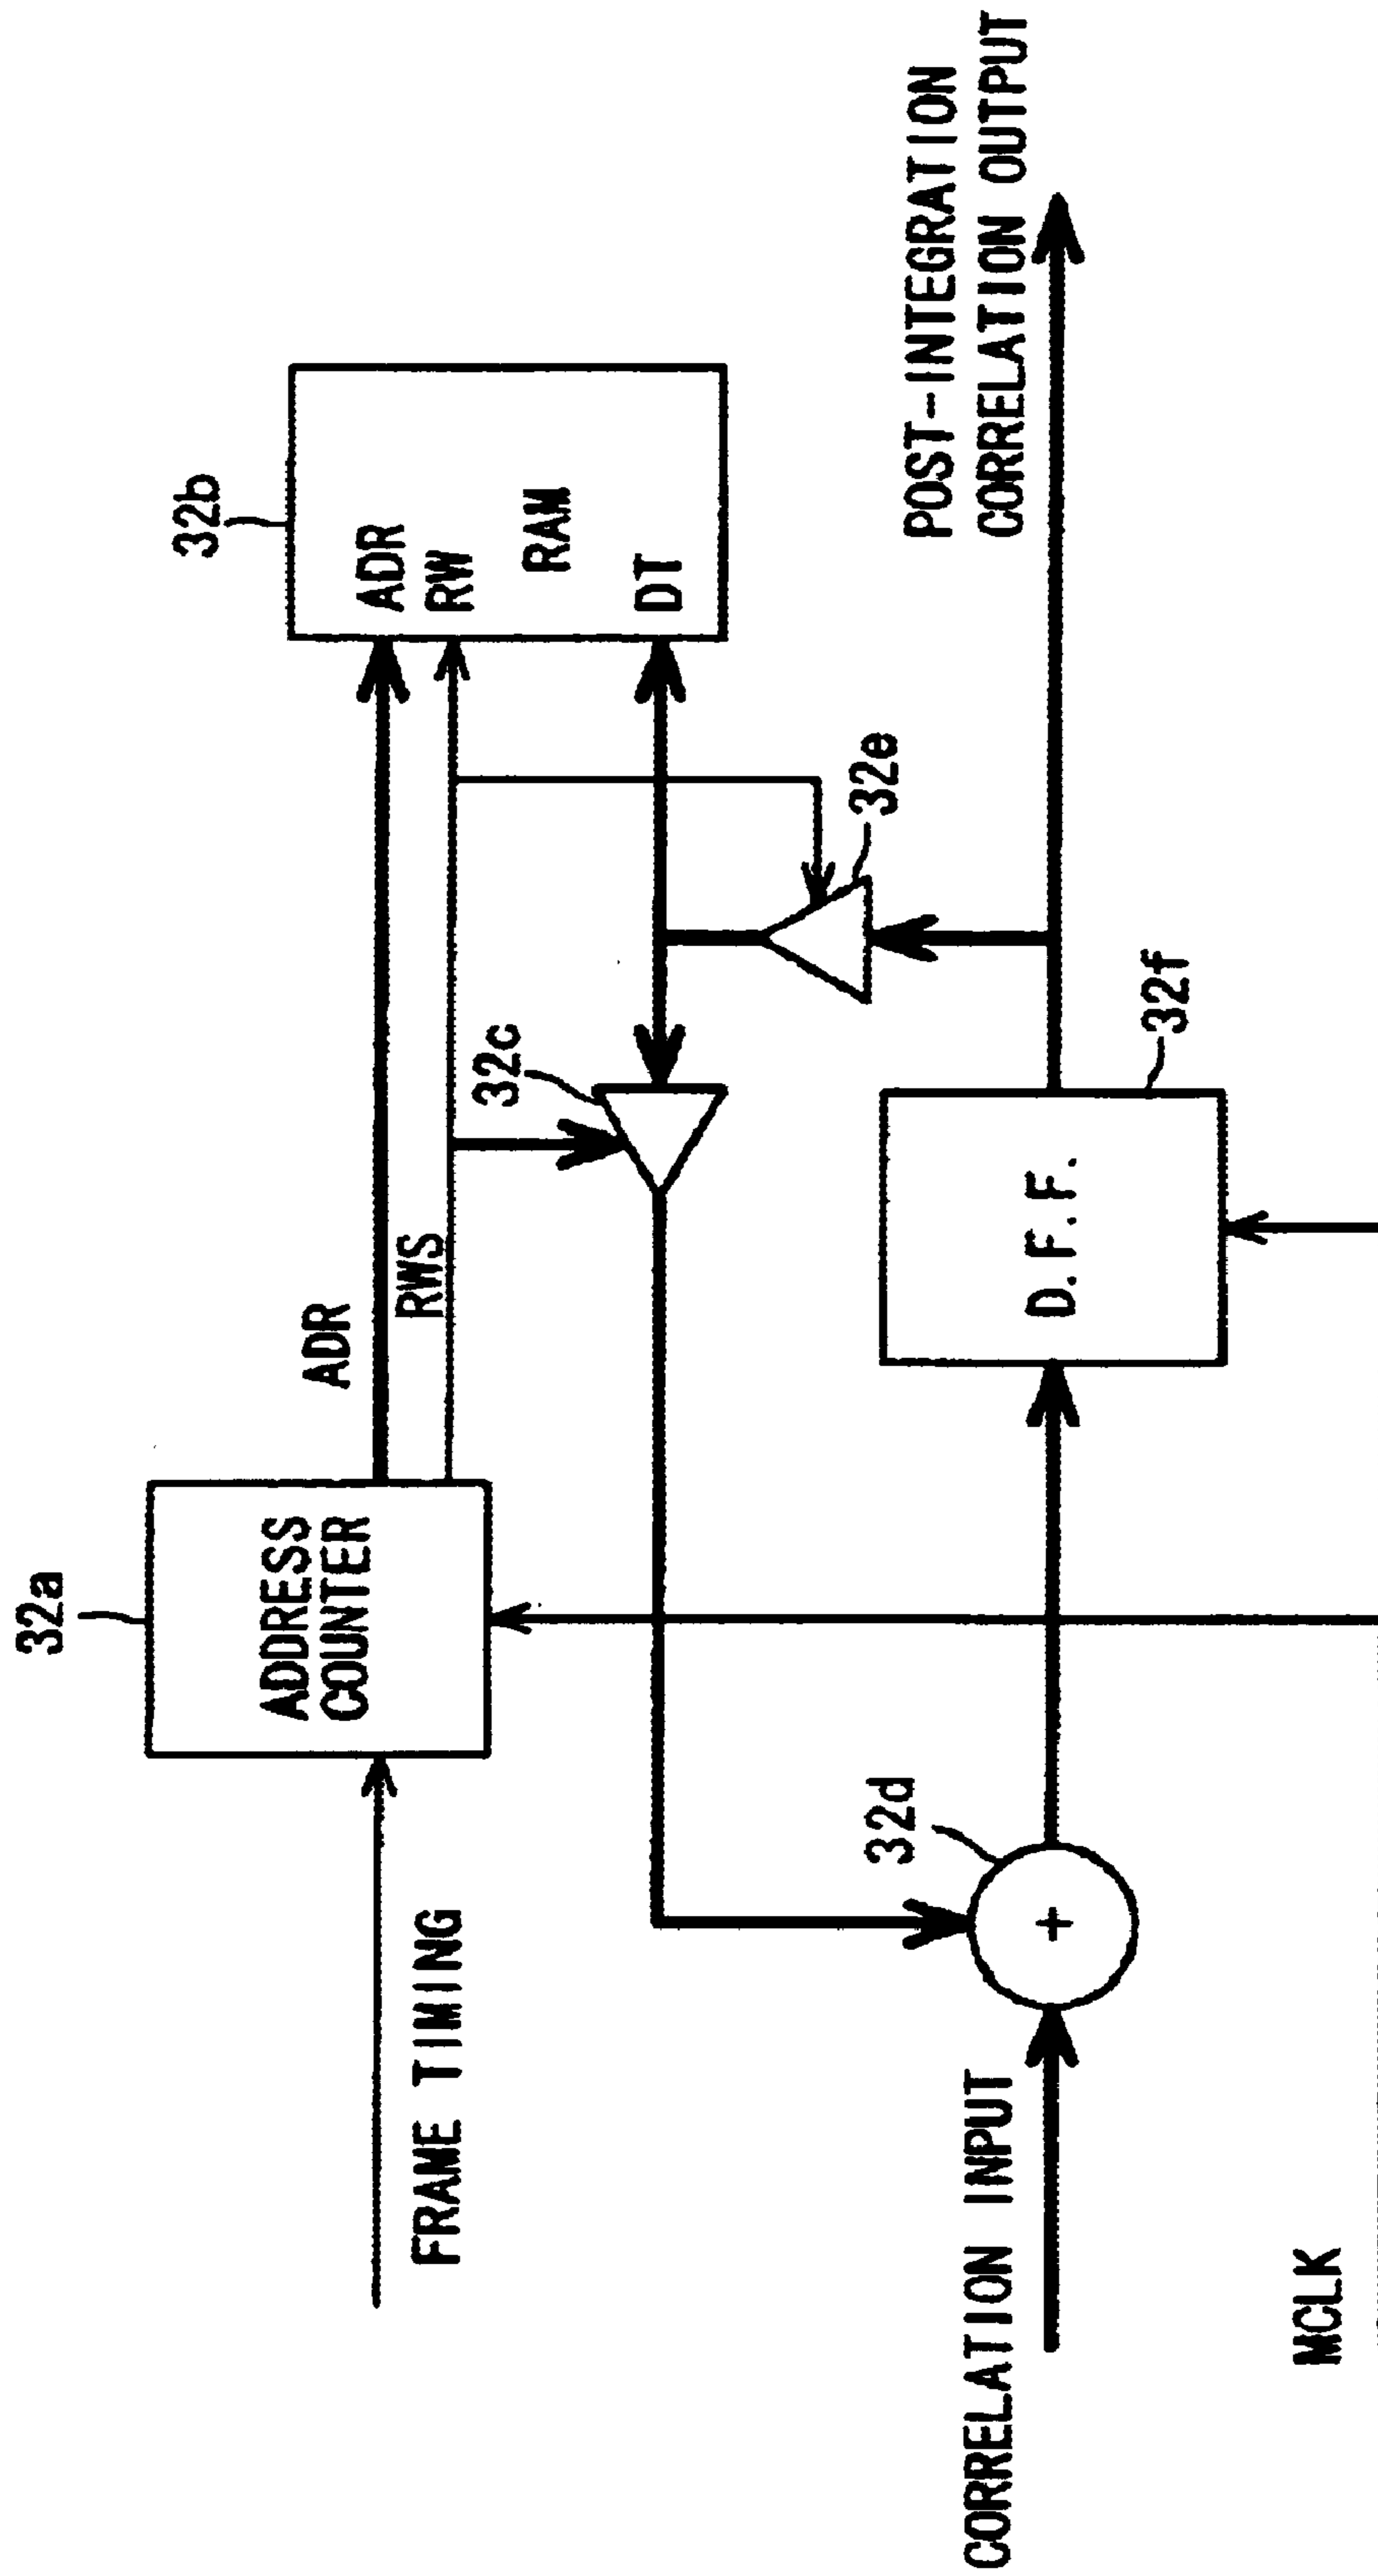 32a
ADDRESS
COUNTER
FRAME TIMING
ADR
RWS
32b
ADR
RW
RAM
DT
32c
32e
32d
+
CORRELATION INPUT
D.F.F.
32f
POST-INTEGRATION
CORRELATION OUTPUT
MCLK